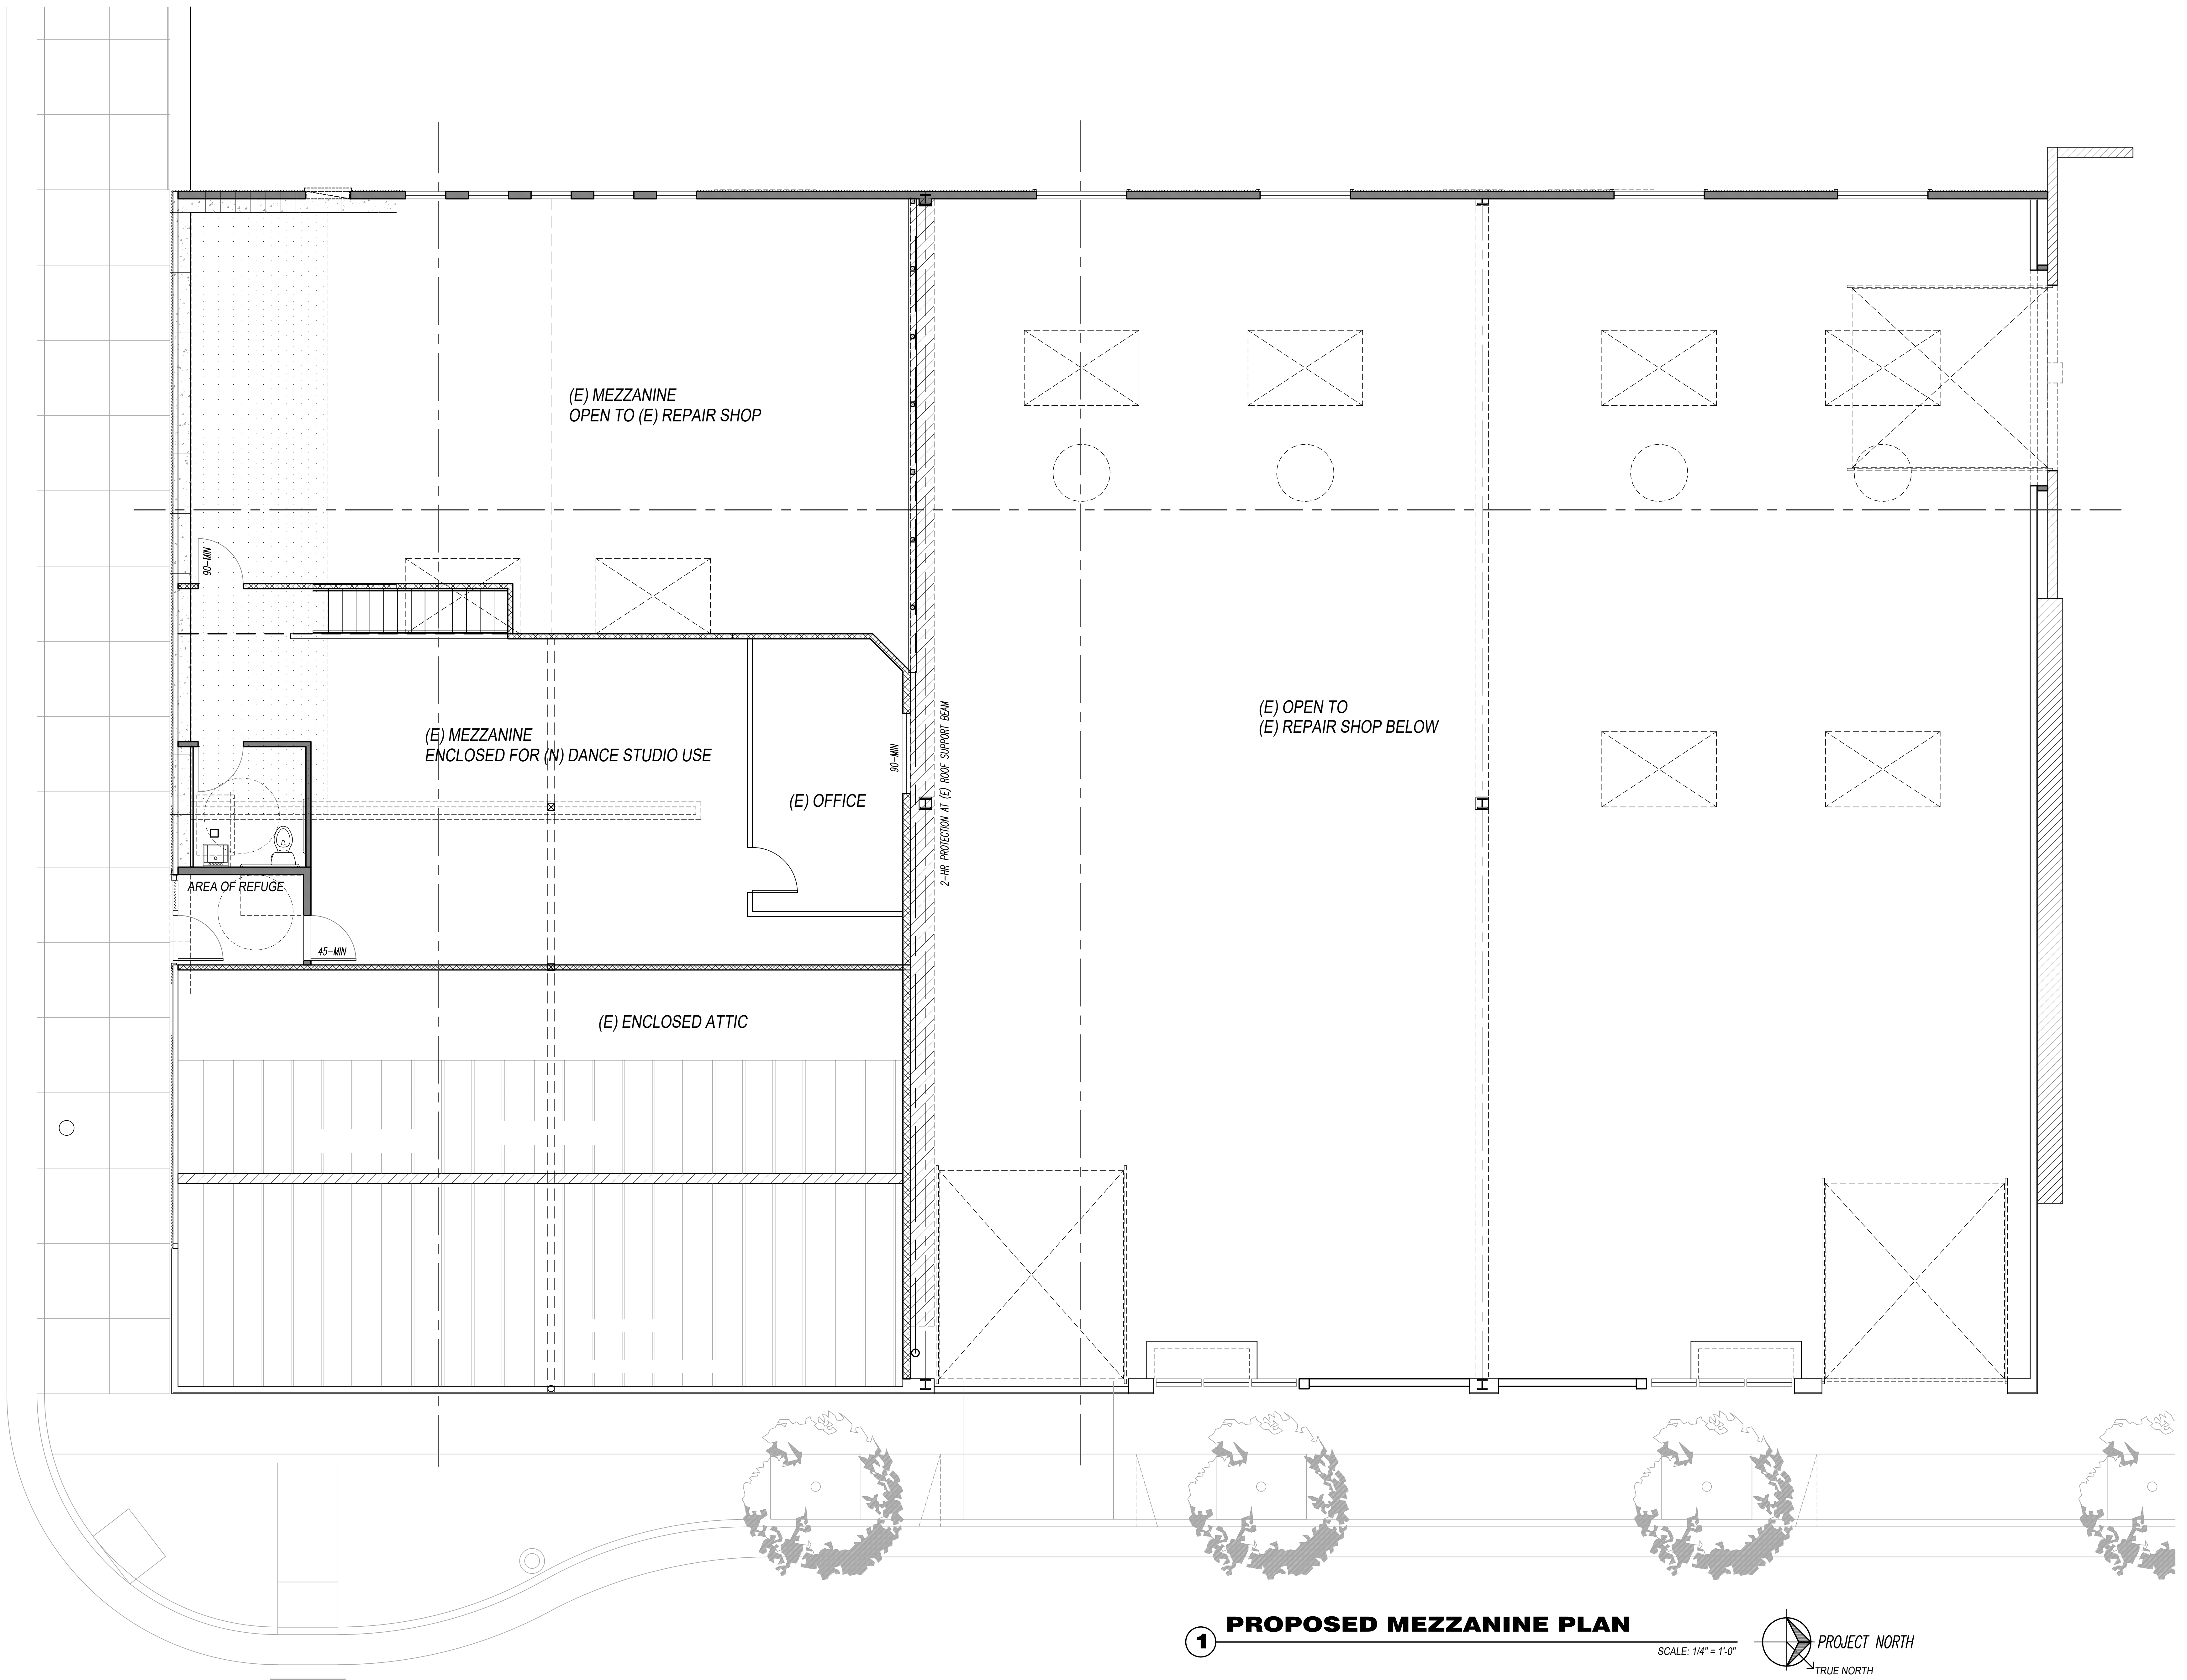 (E) MEZZANINE
OPEN TO (E) REPAIR SHOP
90-MIN
(E) MEZZANINE
ENCLOSED FOR (N) DANCE STUDIO USE
(E) OFFICE
90-MIN
2-HR PROTECTION AT (E) ROOF SUPPORT BEAM
(E) OPEN TO
(E) REPAIR SHOP BELOW
AREA OF REFUGE
45-MIN
(E) ENCLOSED ATTIC
1
PROPOSED MEZZANINE PLAN
SCALE: 1/4" = 1'-0"
PROJECT NORTH
TRUE NORTH